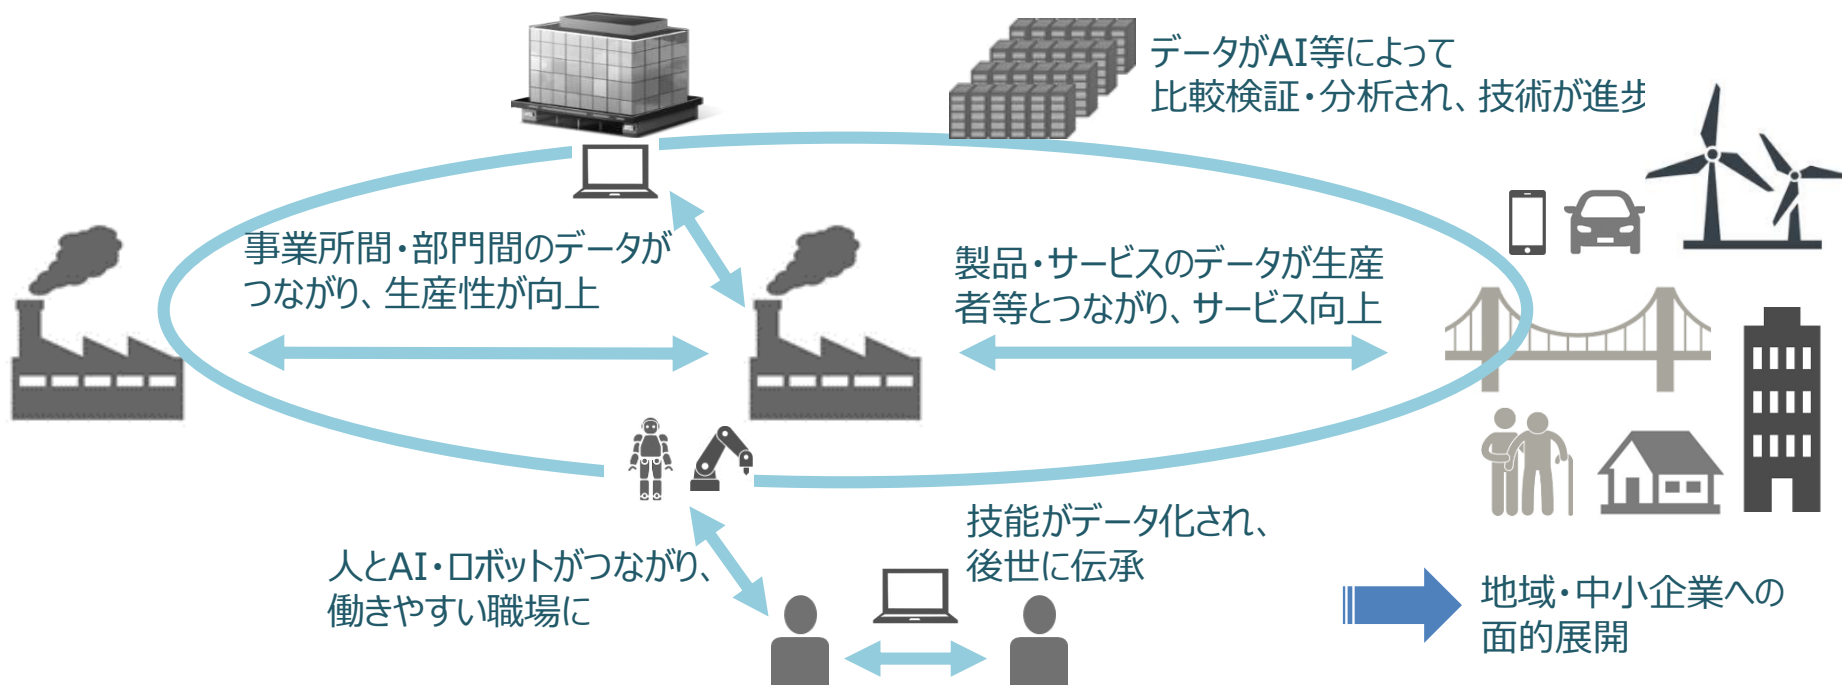 データがAI等によって
比較検証・分析され、技術が進歩
事業所間・部門間のデータが
つながり、生産性が向上
製品・サービスのデータが生産
者等とつながり、サービス向上
人とAI・ロボットがつながり、
働きやすい職場に
技能がデータ化され、
後世に伝承
地域・中小企業への
面的展開